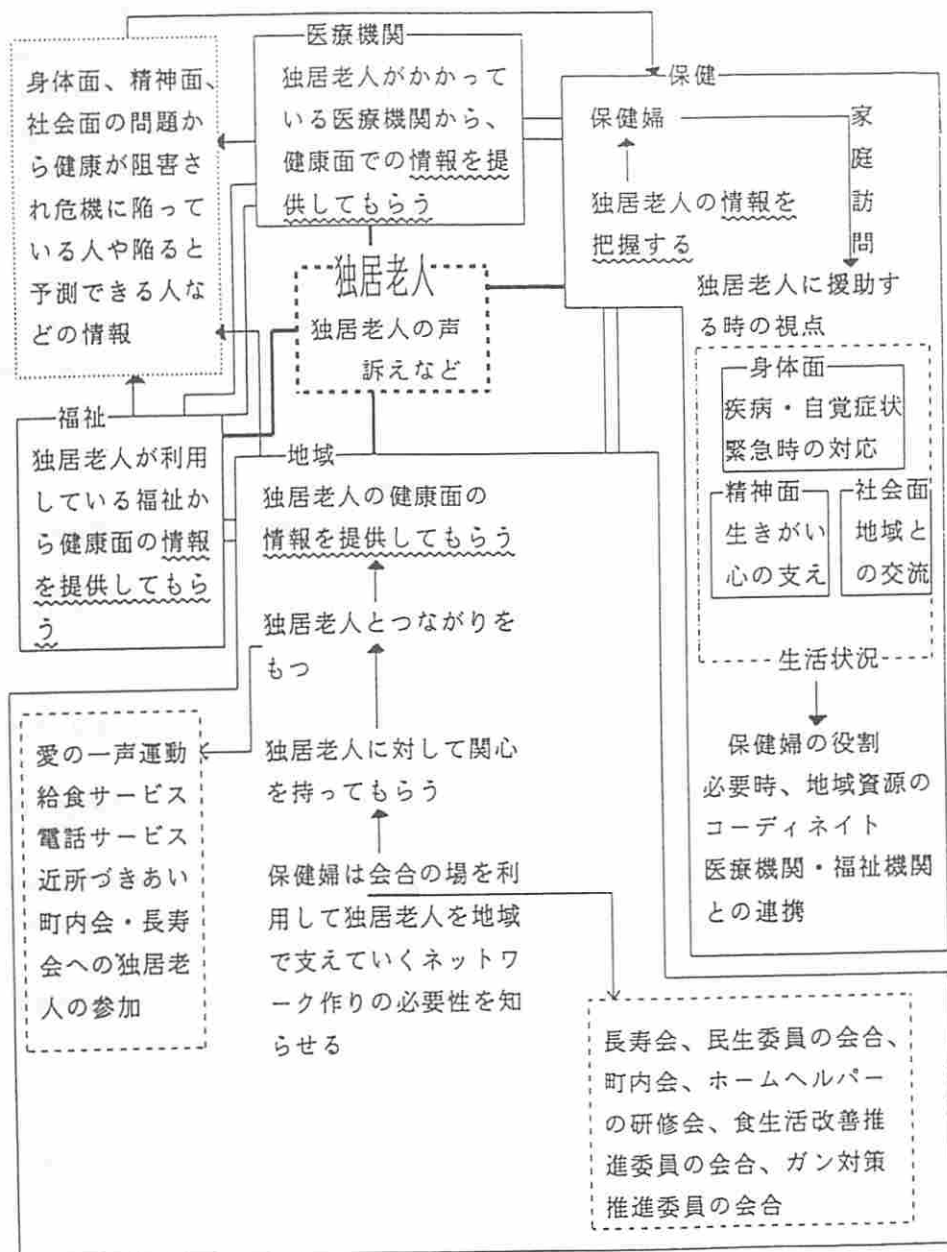 身体面、精神面、
社会面の問題か
ら健康が阻害さ
れ危機に陥って
いる人や陥ると
予測できる人な
どの情報
医療機関
独居老人がかかって
いる医療機関から、
健康面での情報を提
供してもらう
保健
保健婦
家庭訪問
独居老人の情報を
把握する
独居老人に援助す
る時の視点
身体面
疾病・自覚症状
緊急時の対応
精神面
生きがい
心の支え
社会面
地域と
の交流
生活状況
保健婦の役割
必要時、地域資源の
コーディネイト
医療機関・福祉機関
との連携
独居老人
独居老人の声
訴えなど
福祉
独居老人が利用
している福祉か
ら健康面の情報
を提供してもら
う
地域
独居老人の健康面の
情報を提供してもらう
独居老人とつながりを
もつ
独居老人に対して関心
を持ってもらう
保健婦は会合の場を利
用して独居老人を地域
で支えていくネットワ
ーク作りの必要性を知
らせる
愛の一声運動
給食サービス
電話サービス
近所づきあい
町内会・長寿
会への独居老
人の参加
長寿会、民生委員の会合、
町内会、ホームヘルパー
の研修会、食生活改善推
進委員の会合、ガン対策
推進委員の会合